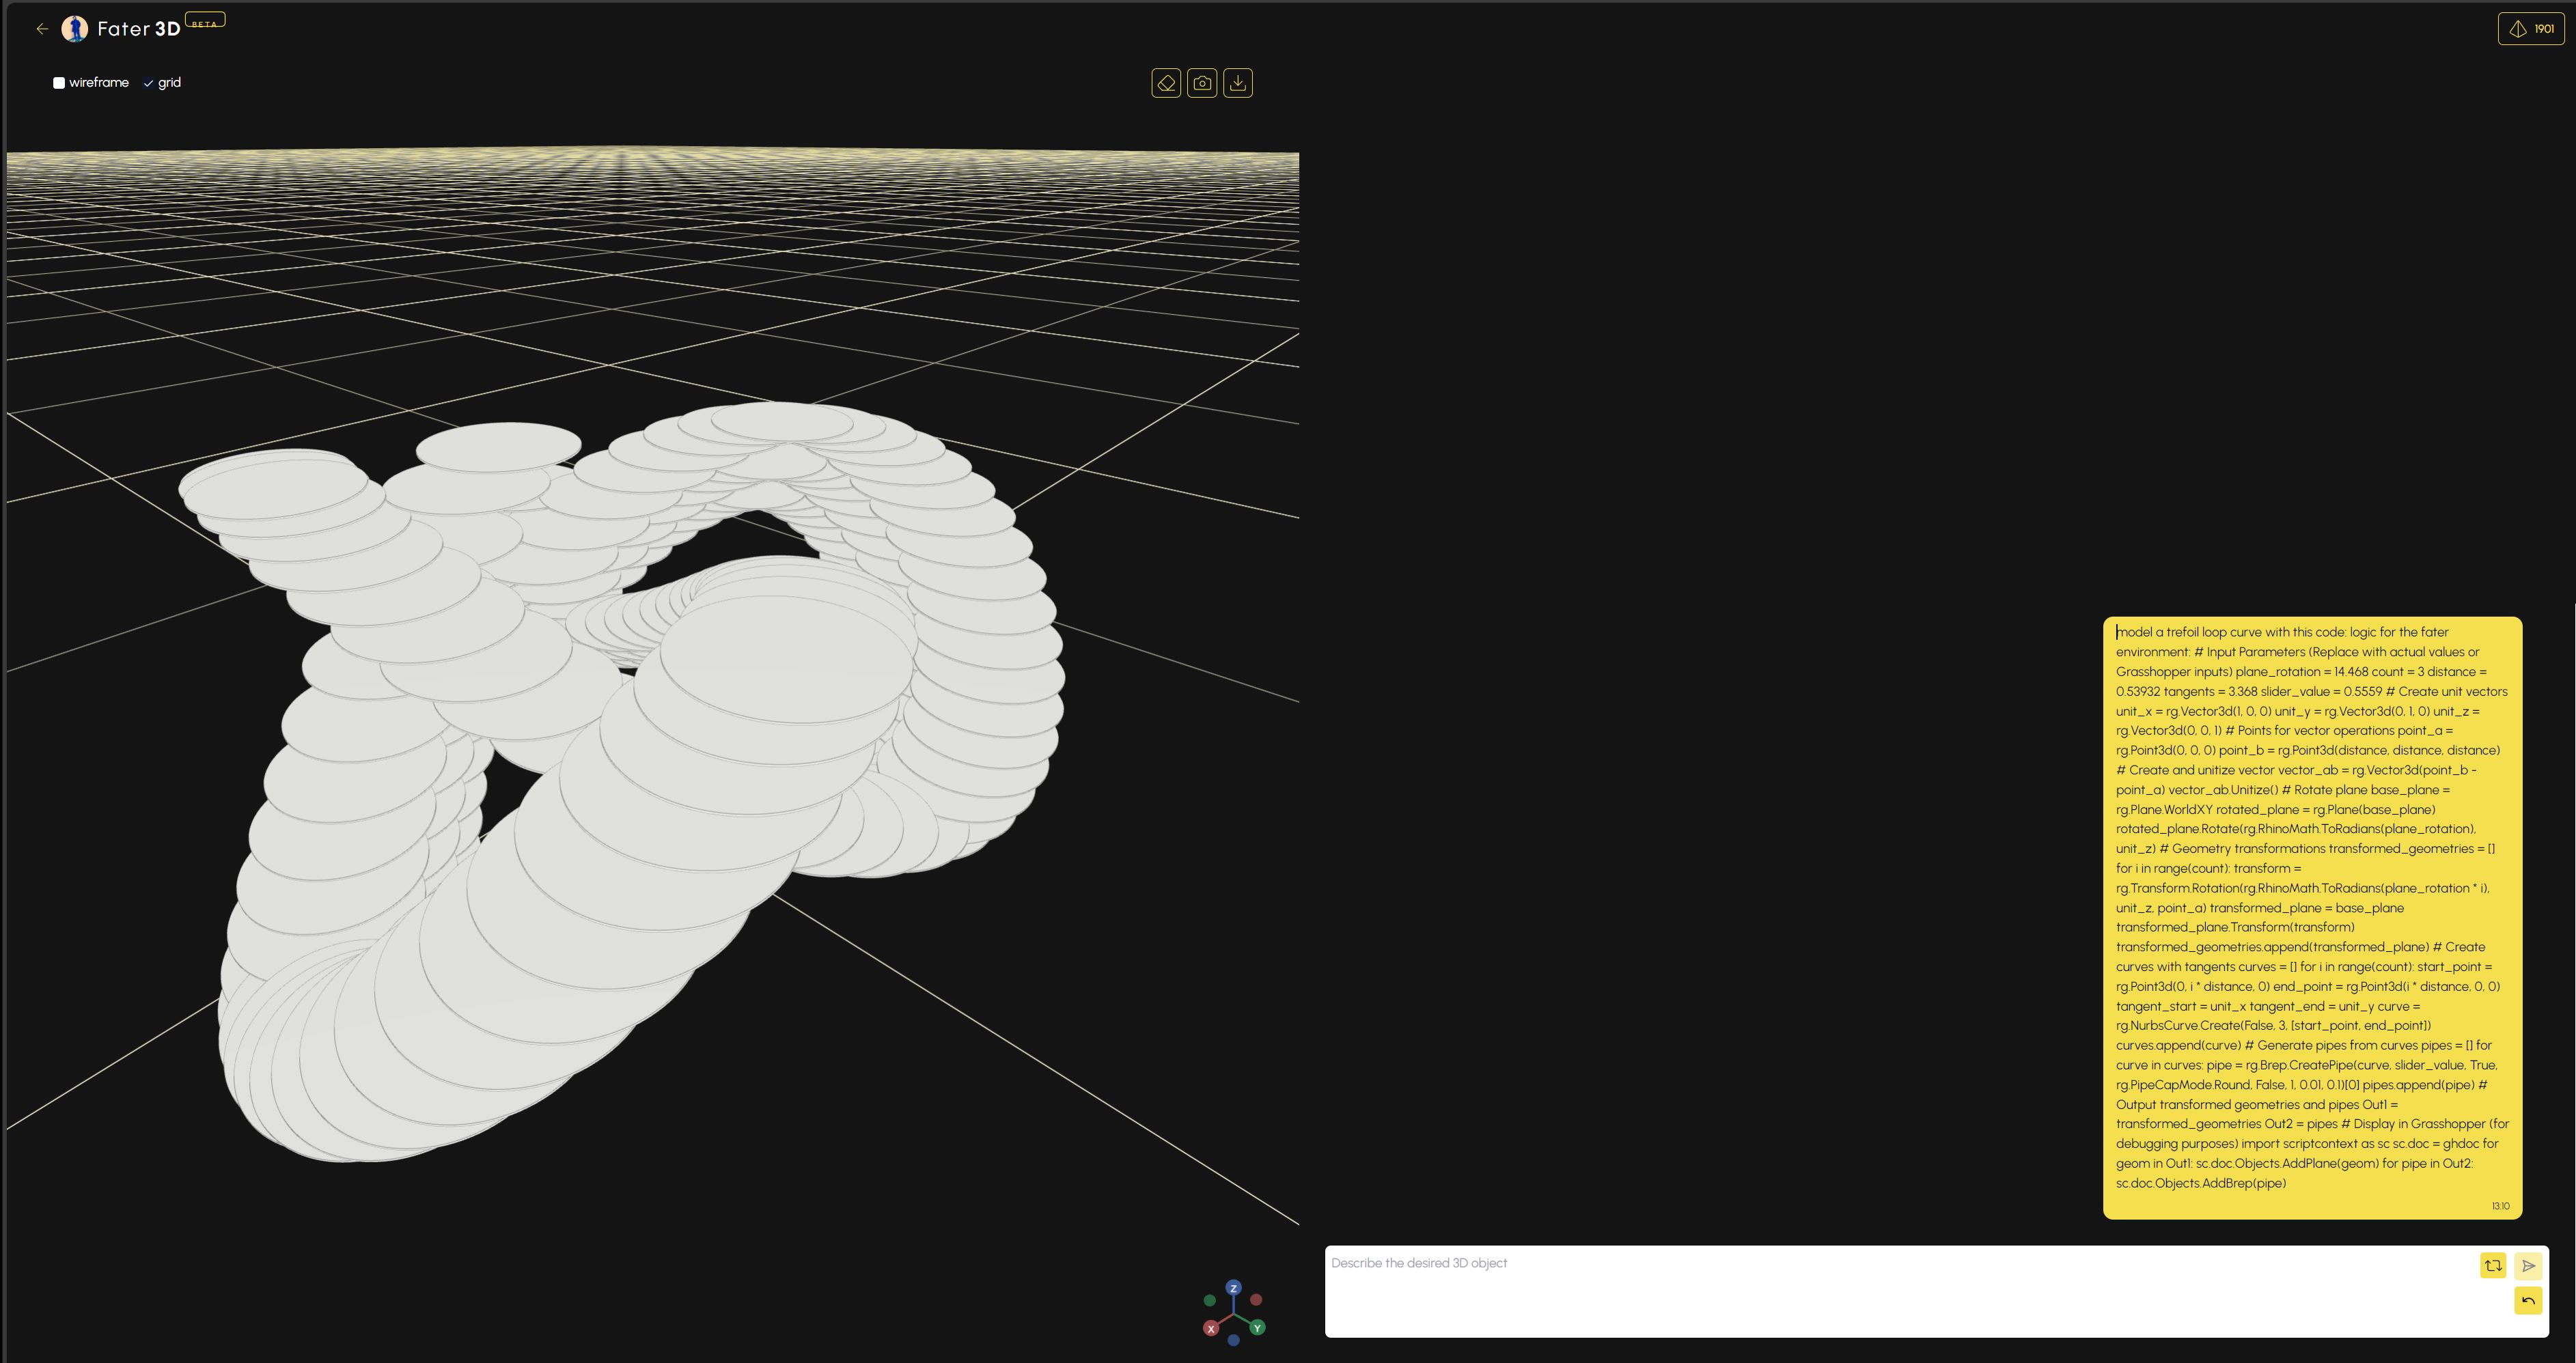 Fater 3D BETA
1901
wireframe grid
model a trefoil loop curve with this code: logic for the fater
environment: # Input Parameters (Replace with actual values or
Grasshopper inputs) plane_rotation = 14.468 count = 3 distance =
0.53932 tangents = 3.368 slider_value = 0.5559 # Create unit vectors
unit_x = rg.Vector3d(1, 0, 0) unit_y = rg.Vector3d(0, 1, 0) unit_z =
rg.Vector3d(0, 0, 1) # Points for vector operations point_a =
rg.Point3d(0, 0, 0) point_b = rg.Point3d(distance, distance, distance)
# Create and unitize vector vector_ab = rg.Vector3d(point_b -
point_a) vector_ab.Unitize() # Rotate plane base_plane =
rg.Plane.WorldXY rotated_plane = rg.Plane(base_plane)
rotated_plane.Rotate(rg.RhinoMath.ToRadians(plane_rotation),
unit_z) # Geometry transformations transformed_geometries = []
for i in range(count): transform =
rg.Transform.Rotation(rg.RhinoMath.ToRadians(plane_rotation * i),
unit_z, point_a) transformed_plane = base_plane
transformed_plane.Transform(transform)
transformed_geometries.append(transformed_plane) # Create
curves with tangents curves = [] for i in range(count): start_point =
rg.Point3d(0, i * distance, 0) end_point = rg.Point3d(i * distance, 0, 0)
tangent_start = unit_x tangent_end = unit_y curve =
rg.NurbsCurve.Create(False, 3, [start_point, end_point])
curves.append(curve) # Generate pipes from curves pipes = [] for
curve in curves: pipe = rg.Brep.CreatePipe(curve, slider_value, True,
rg.PipeCapMode.Round, False, 1, 0.01, 0.1)[0] pipes.append(pipe) #
Output transformed geometries and pipes Out1 =
transformed_geometries Out2 = pipes # Display in Grasshopper (for
debugging purposes) import scriptcontext as sc sc.doc = ghdoc for
geom in Out1: sc.doc.Objects.AddPlane(geom) for pipe in Out2:
sc.doc.Objects.AddBrep(pipe)
13:10
Describe the desired 3D object
Z
X
Y